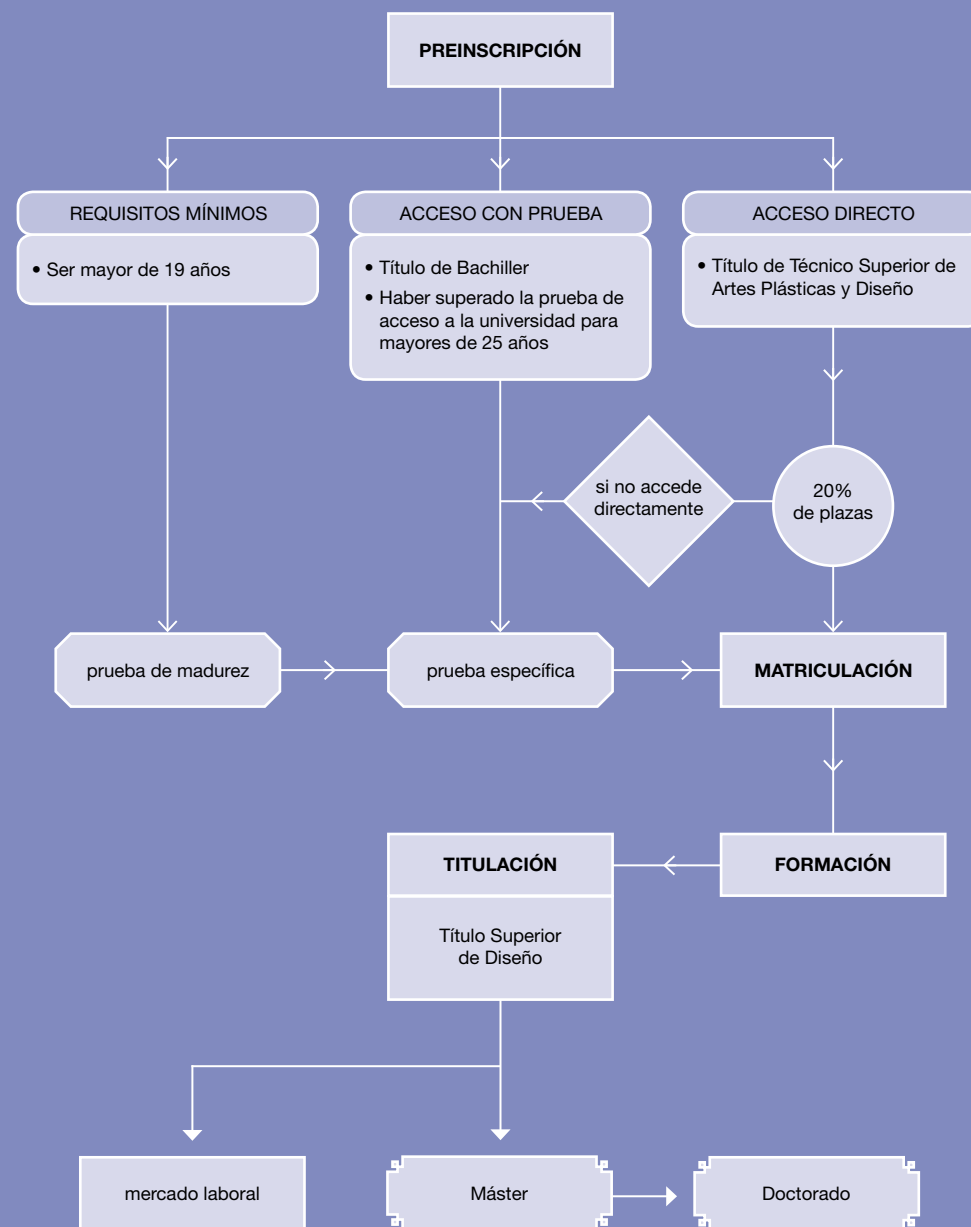 PREINSCRIPCIÓN
REQUISITOS MÍNIMOS
• Ser mayor de 19 años
ACCESO CON PRUEBA
• Título de Bachiller
• Haber superado la prueba de
acceso a la universidad para
mayores de 25 años
ACCESO DIRECTO
• Título de Técnico Superior de
Artes Plásticas y Diseño
si no accede
directamente
20%
de plazas
prueba de madurez
prueba específica
MATRICULACIÓN
TITULACIÓN
FORMACIÓN
Título Superior
de Diseño
mercado laboral
Máster
Doctorado